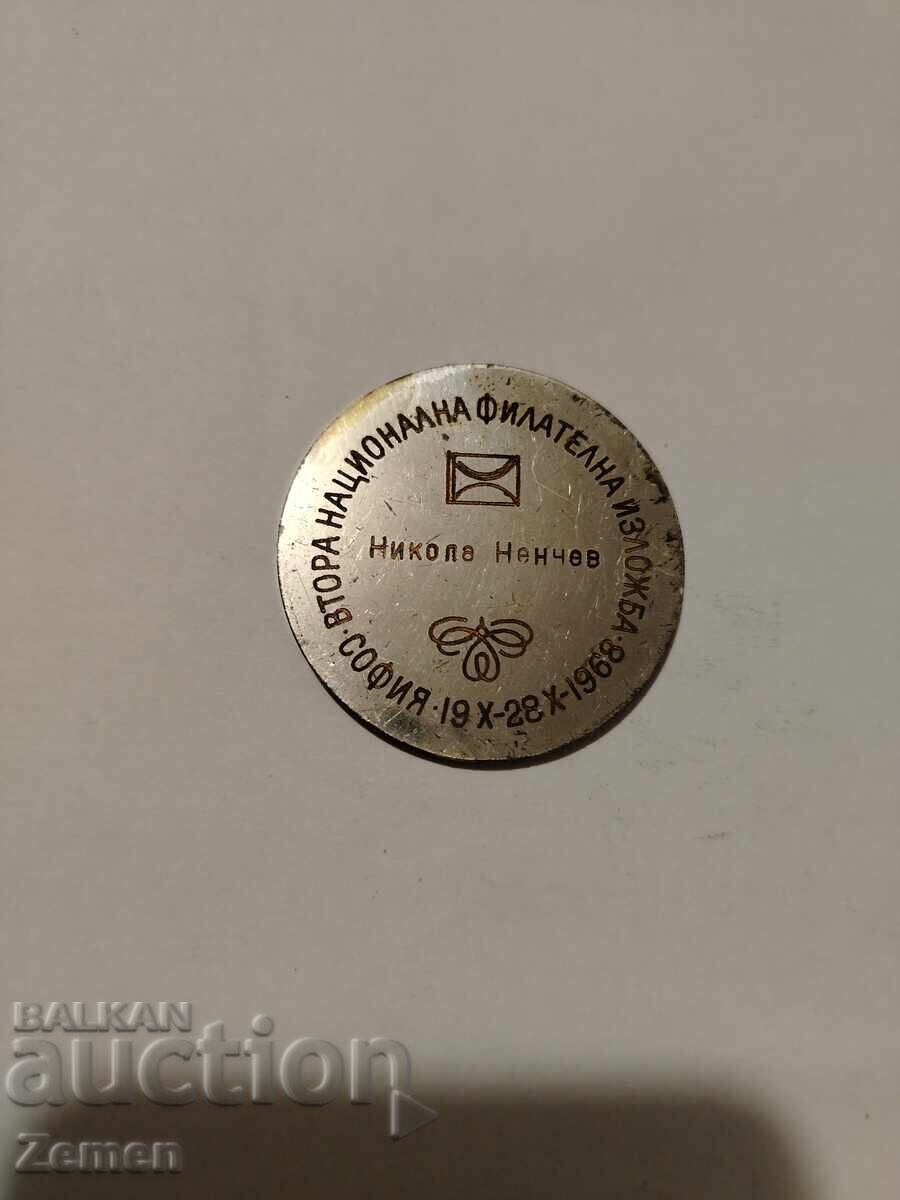 ВТОРА НАЦИОНАЛНА ФИЛАТЕЛНА ИЗЛОЖБА · СОФИЯ · 19 X-28 X-1968 ·
Никола Ненчев
BALKAN
auction
Zemen